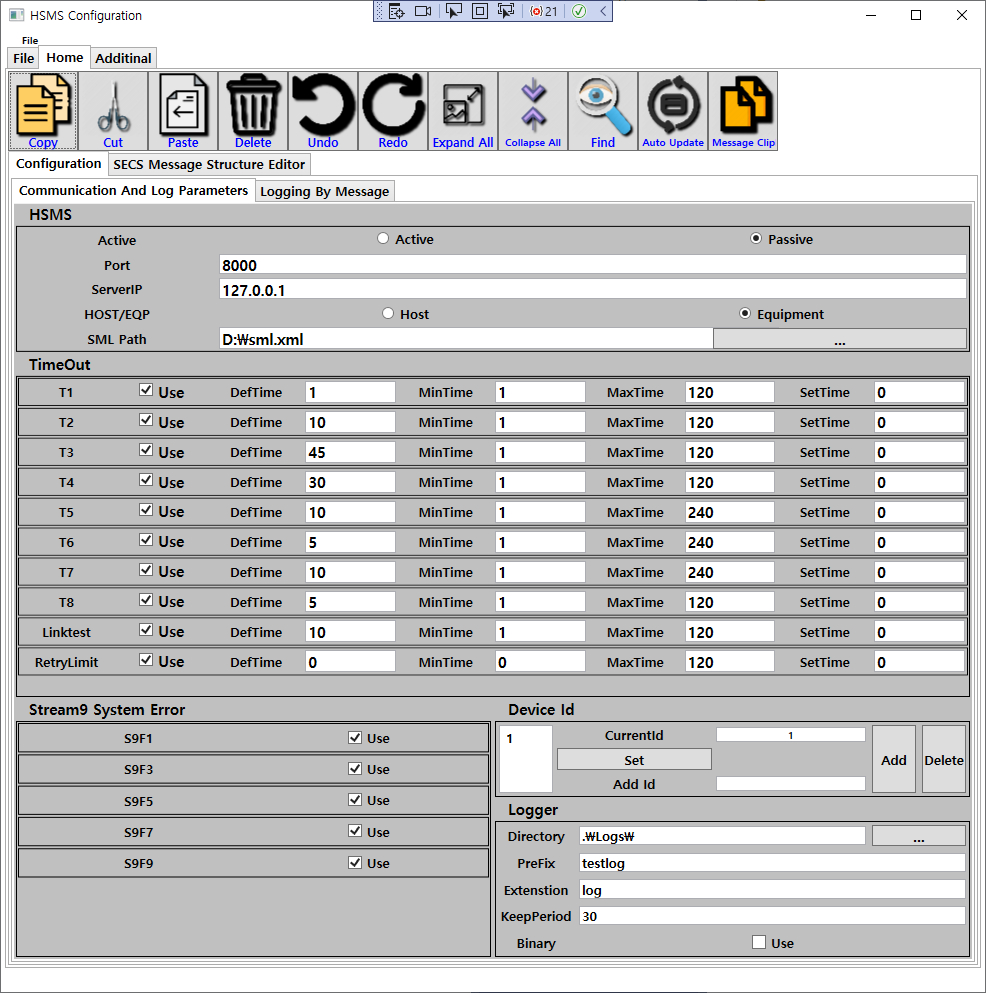 HSMS Configuration
21
File
File Home Additinal
Copy Cut Paste Delete Undo Redo Expand All Collapse All Find Auto Update Message Clip
Configuration SECS Message Structure Editor
Communication And Log Parameters Logging By Message
HSMS
Active Active Passive
Port 8000
ServerIP 127.0.0.1
HOST/EQP Host Equipment
SML Path D:₩sml.xml ...
TimeOut
T1 Use DefTime 1 MinTime 1 MaxTime 120 SetTime 0
T2 Use DefTime 10 MinTime 1 MaxTime 120 SetTime 0
T3 Use DefTime 45 MinTime 1 MaxTime 120 SetTime 0
T4 Use DefTime 30 MinTime 1 MaxTime 120 SetTime 0
T5 Use DefTime 10 MinTime 1 MaxTime 240 SetTime 0
T6 Use DefTime 5 MinTime 1 MaxTime 240 SetTime 0
T7 Use DefTime 10 MinTime 1 MaxTime 240 SetTime 0
T8 Use DefTime 5 MinTime 1 MaxTime 120 SetTime 0
Linktest Use DefTime 10 MinTime 1 MaxTime 120 SetTime 0
RetryLimit Use DefTime 0 MinTime 0 MaxTime 120 SetTime 0
Stream9 System Error
S9F1 Use
S9F3 Use
S9F5 Use
S9F7 Use
S9F9 Use
Device Id
1 CurrentId 1
Set
Add Id
Add Delete
Logger
Directory .₩Logs₩ ...
PreFix testlog
Extenstion log
KeepPeriod 30
Binary Use